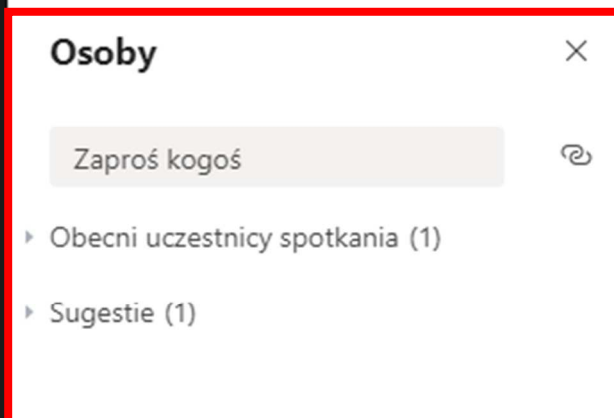 Osoby
Zaproś kogoś
Obecni uczestnicy spotkania (1)
Sugestie (1)